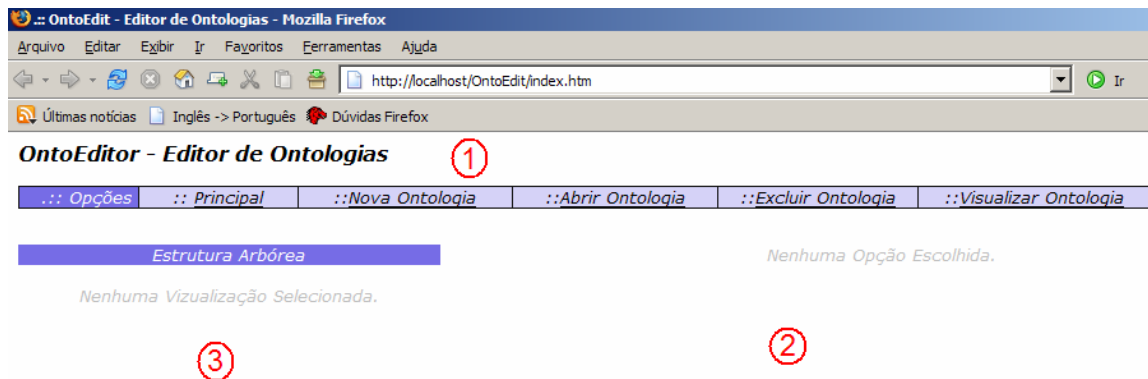 .:: OntoEdit - Editor de Ontologias - Mozilla Firefox
Arquivo Editar Exibir Ir Favoritos Ferramentas Ajuda
http://localhost/OntoEdit/index.htm Ir
Últimas notícias Inglês -> Português Dúvidas Firefox
OntoEditor - Editor de Ontologias
1
.:: Opções :: Principal ::Nova Ontologia ::Abrir Ontologia ::Excluir Ontologia ::Visualizar Ontologia
Estrutura Arbórea Nenhuma Opção Escolhida.
Nenhuma Vizualização Selecionada.
3 2